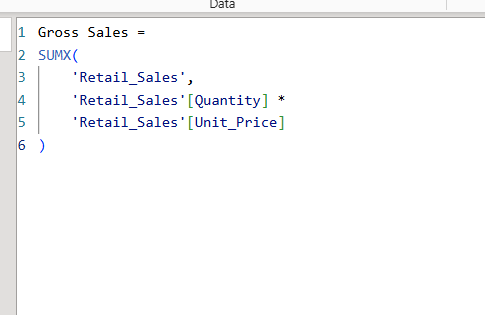 Data
1 Gross Sales =
2 SUMX(
3 'Retail_Sales',
4 'Retail_Sales'[Quantity] *
5 'Retail_Sales'[Unit_Price]
6 )